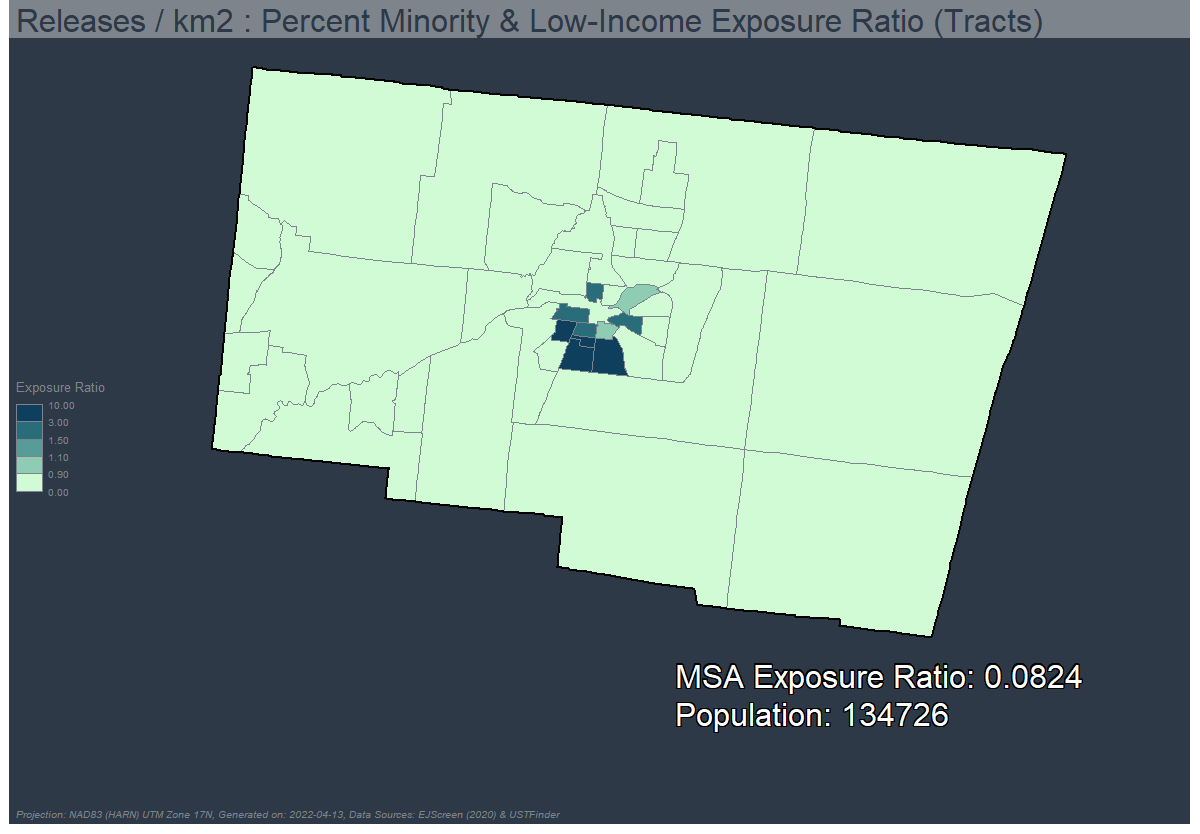 Releases / km2 : Percent Minority & Low-Income Exposure Ratio (Tracts)
Exposure Ratio
10.00
3.00
1.50
1.10
0.90
0.00
MSA Exposure Ratio: 0.0824
Population: 134726
Projection: NAD83 (HARN) UTM Zone 17N, Generated on: 2022-04-13, Data Sources: EJScreen (2020) & USTFinder